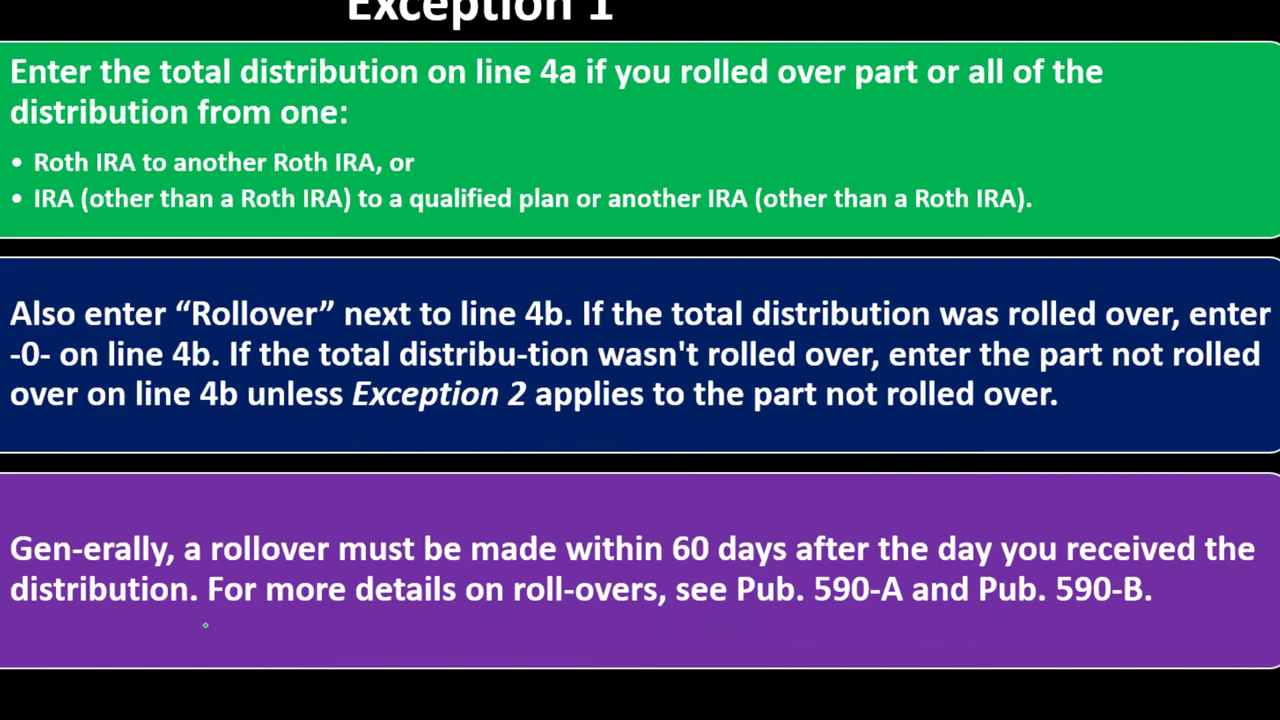 Exception 1
Enter the total distribution on line 4a if you rolled over part or all of the
distribution from one:
• Roth IRA to another Roth IRA, or
• IRA (other than a Roth IRA) to a qualified plan or another IRA (other than a Roth IRA).
Also enter “Rollover” next to line 4b. If the total distribution was rolled over, enter
-0- on line 4b. If the total distribu-tion wasn't rolled over, enter the part not rolled
over on line 4b unless Exception 2 applies to the part not rolled over.
Gen-erally, a rollover must be made within 60 days after the day you received the
distribution. For more details on roll-overs, see Pub. 590-A and Pub. 590-B.